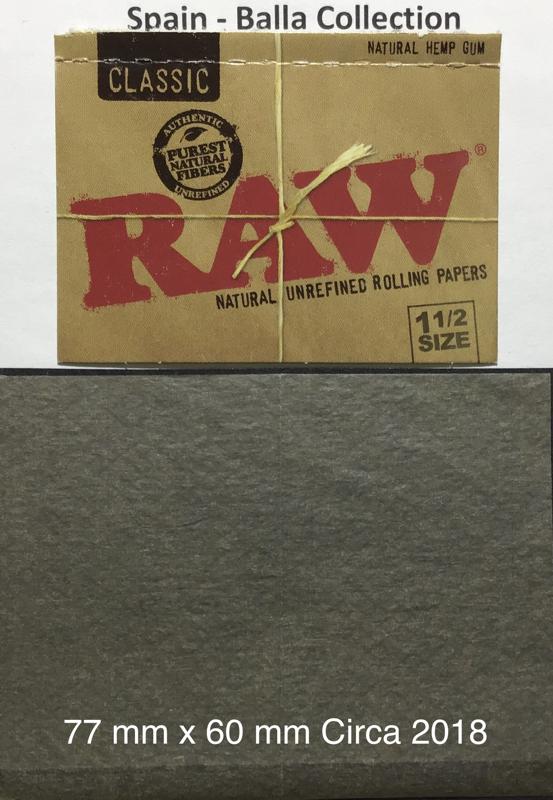 Spain - Balla Collection
NATURAL HEMP GUM
CLASSIC
AUTHENTIC
PUREST
NATURAL
FIBERS
UNREFINED
RAW®
NATURAL UNREFINED ROLLING PAPERS
1 1/2
SIZE
77 mm x 60 mm Circa 2018